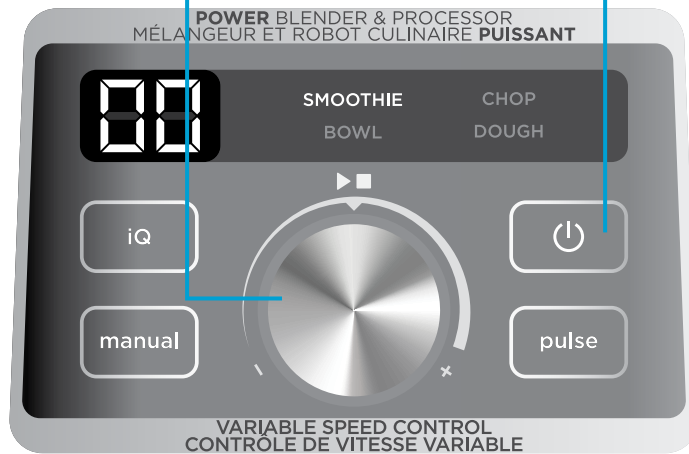 POWER BLENDER & PROCESSOR
MÉLANGEUR ET ROBOT CULINAIRE PUISSANT
00
SMOOTHIE CHOP
BOWL DOUGH
iQ
manual
pulse
- +
VARIABLE SPEED CONTROL
CONTRÔLE DE VITESSE VARIABLE